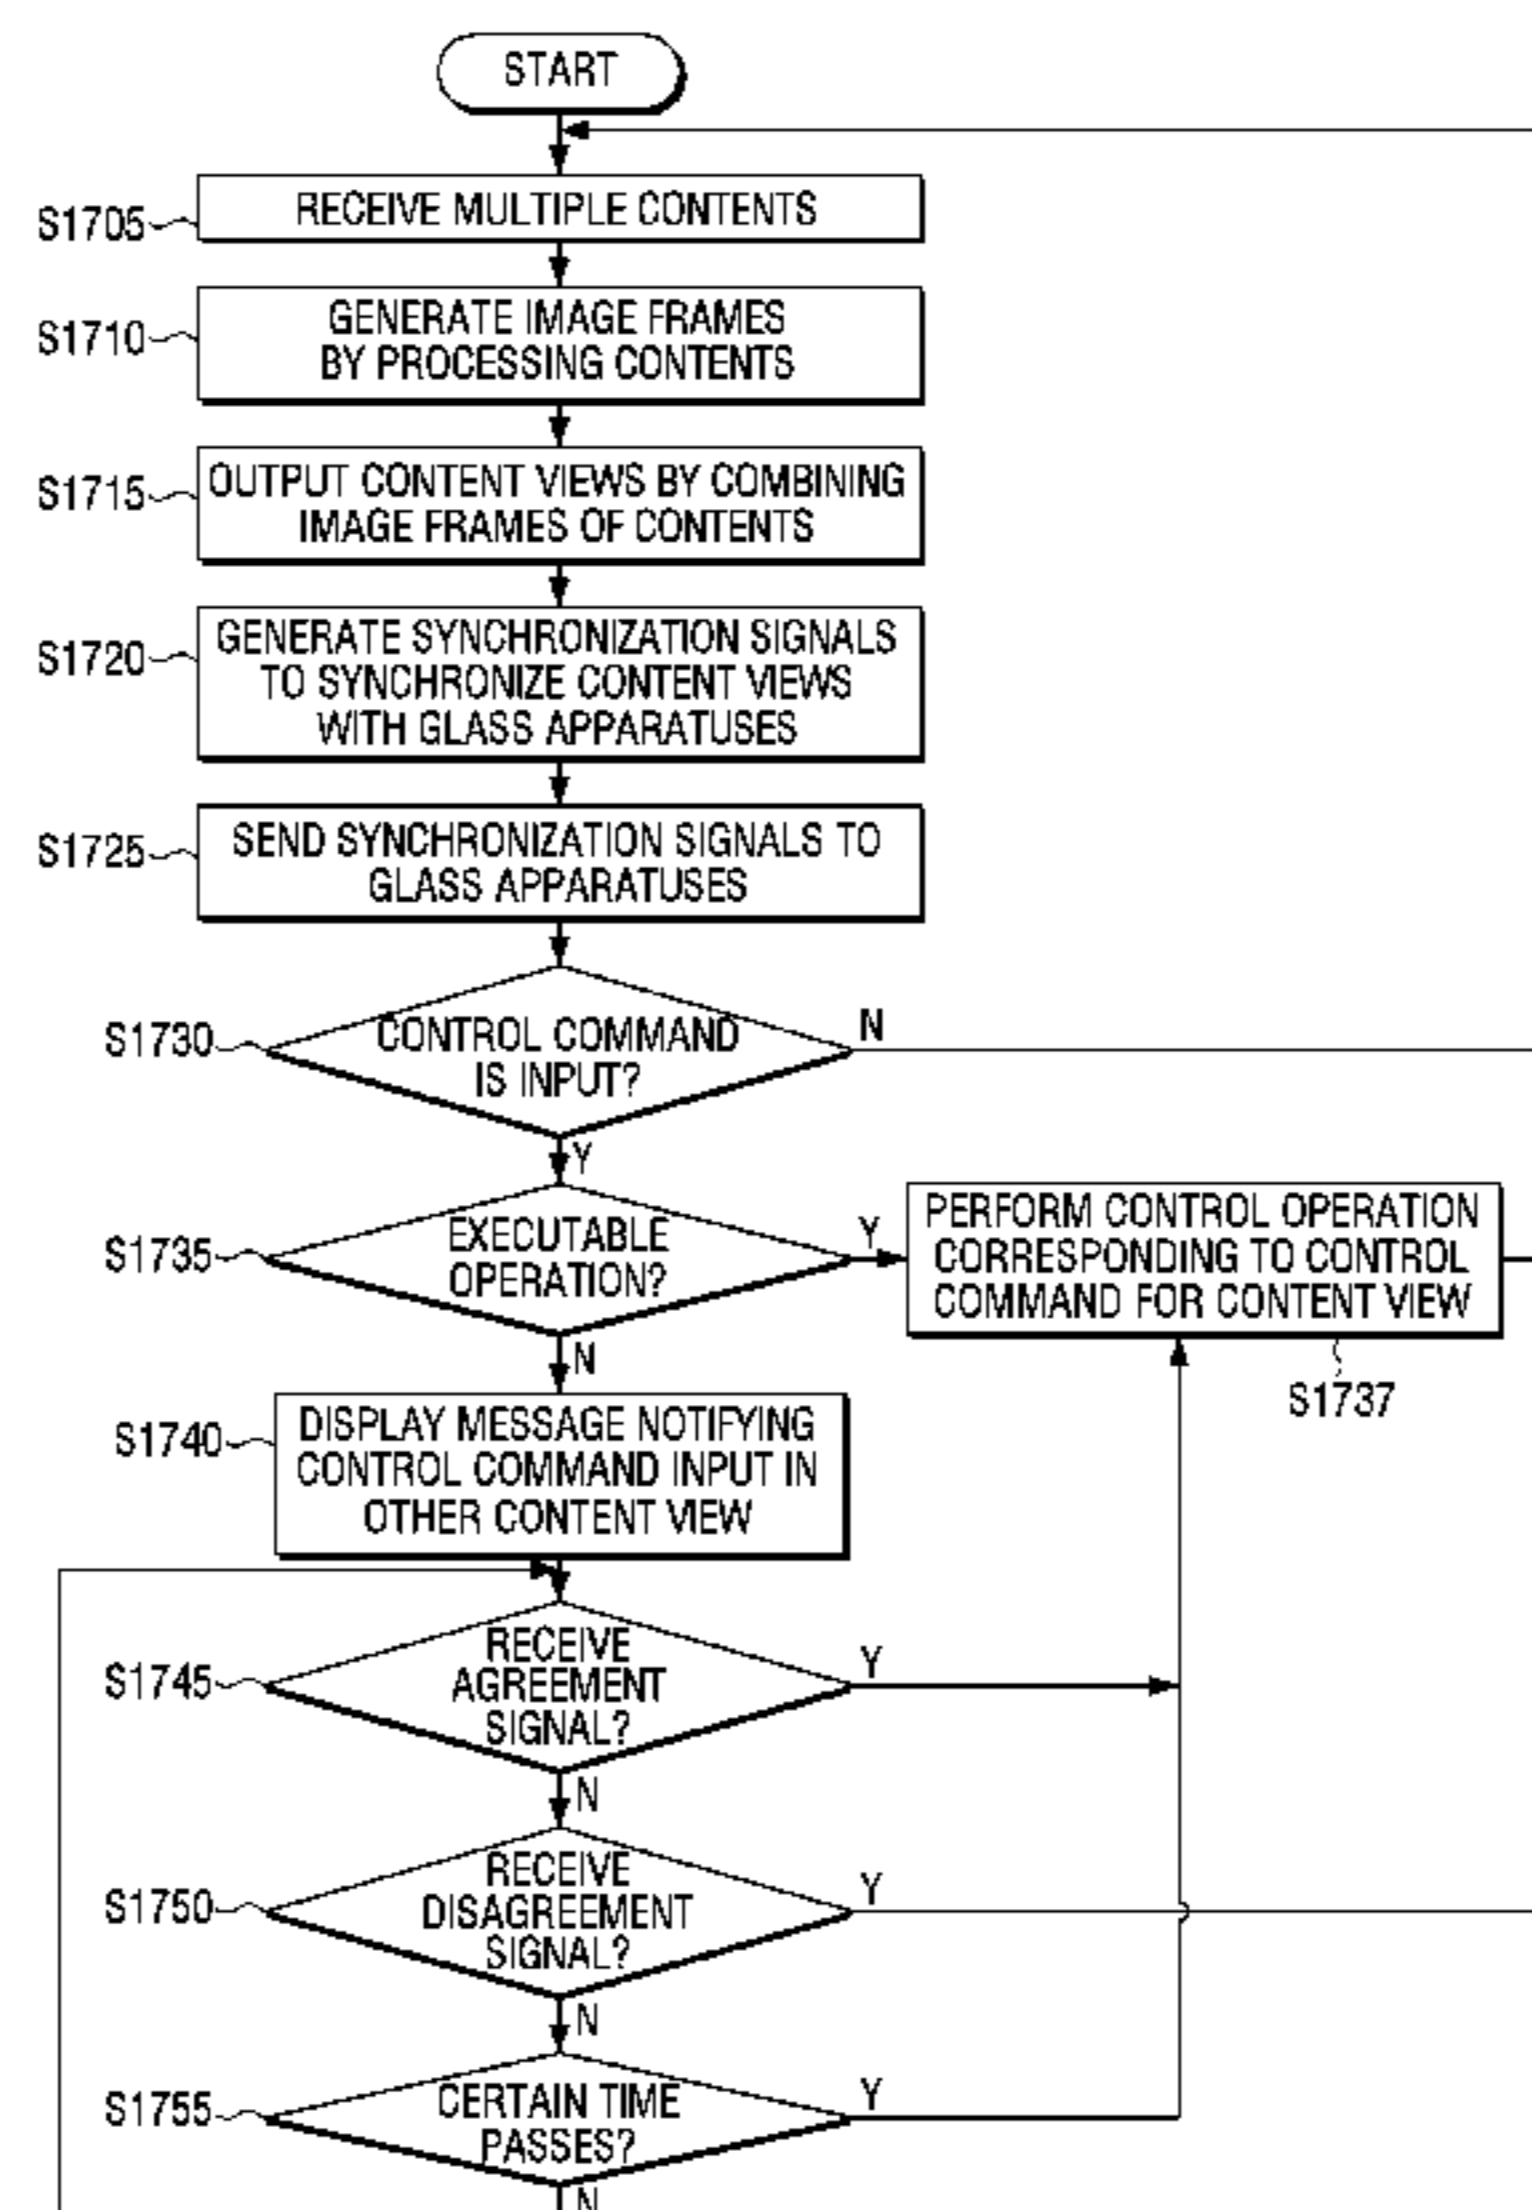 START
S1705
RECEIVE MULTIPLE CONTENTS
S1710
GENERATE IMAGE FRAMES
BY PROCESSING CONTENTS
S1715
OUTPUT CONTENT VIEWS BY COMBINING
IMAGE FRAMES OF CONTENTS
S1720
GENERATE SYNCHRONIZATION SIGNALS
TO SYNCHRONIZE CONTENT VIEWS
WITH GLASS APPARATUSES
S1725
SEND SYNCHRONIZATION SIGNALS TO
GLASS APPARATUSES
S1730
CONTROL COMMAND
IS INPUT?
N
Y
S1735
EXECUTABLE
OPERATION?
Y
N
PERFORM CONTROL OPERATION
CORRESPONDING TO CONTROL
COMMAND FOR CONTENT VIEW
S1737
S1740
DISPLAY MESSAGE NOTIFYING
CONTROL COMMAND INPUT IN
OTHER CONTENT VIEW
S1745
RECEIVE
AGREEMENT
SIGNAL?
Y
N
S1750
RECEIVE
DISAGREEMENT
SIGNAL?
Y
N
S1755
CERTAIN TIME
PASSES?
Y
N